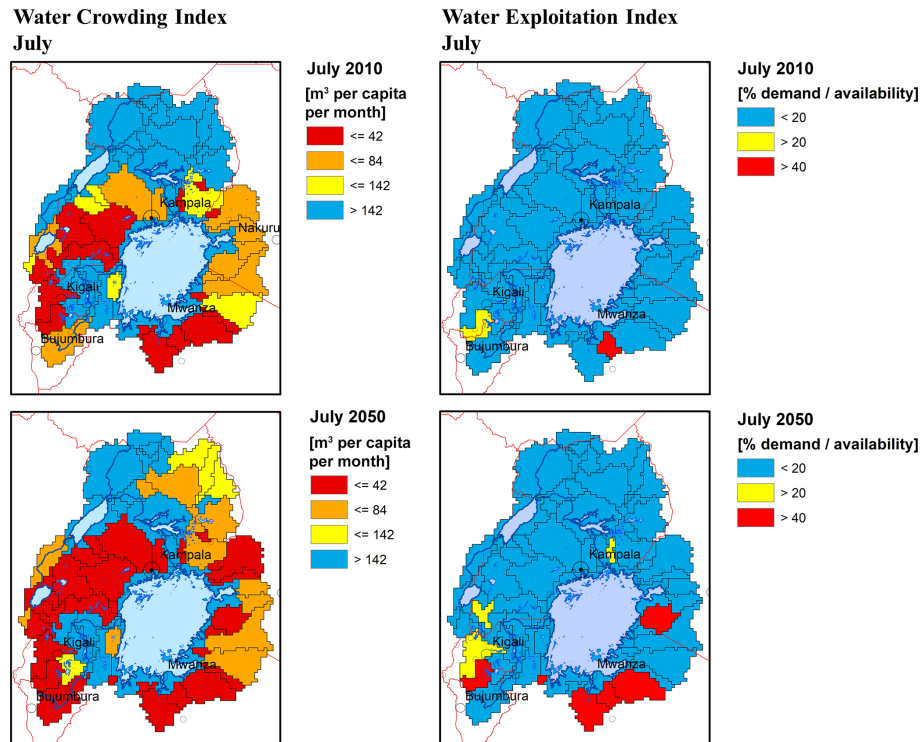 Water Crowding Index
July
Water Exploitation Index
July
July 2010
[m³ per capita
per month]
<= 42
<= 84
<= 142
> 142
Kampala
Nakuru
Kigali
Mwanza
Bujumbura
July 2010
[% demand / availability]
< 20
> 20
> 40
Kampala
Kigali
Mwanza
Bujumbura
July 2050
[m³ per capita
per month]
<= 42
<= 84
<= 142
> 142
Kampala
Kigali
Mwanza
Bujumbura
July 2050
[% demand / availability]
< 20
> 20
> 40
Kampala
Kigali
Mwanza
Bujumbura